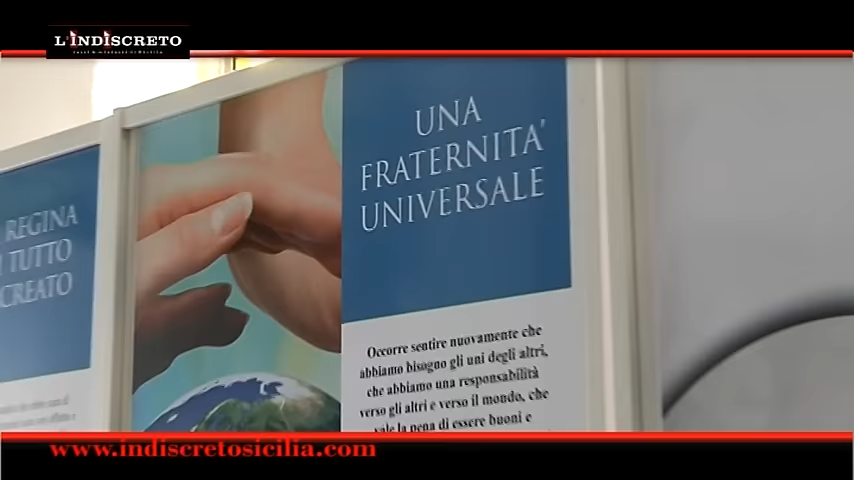 L'INDISCRETO
REGINA
TUTTO
CREATO
UNA
FRATERNITA'
UNIVERSALE
Occorre sentire nuovamente che
abbiamo bisogno gli uni degli altri,
che abbiamo una responsabilità
verso gli altri e verso il mondo, che
vale la pena di essere buoni e
www.indiscretosicilia.com